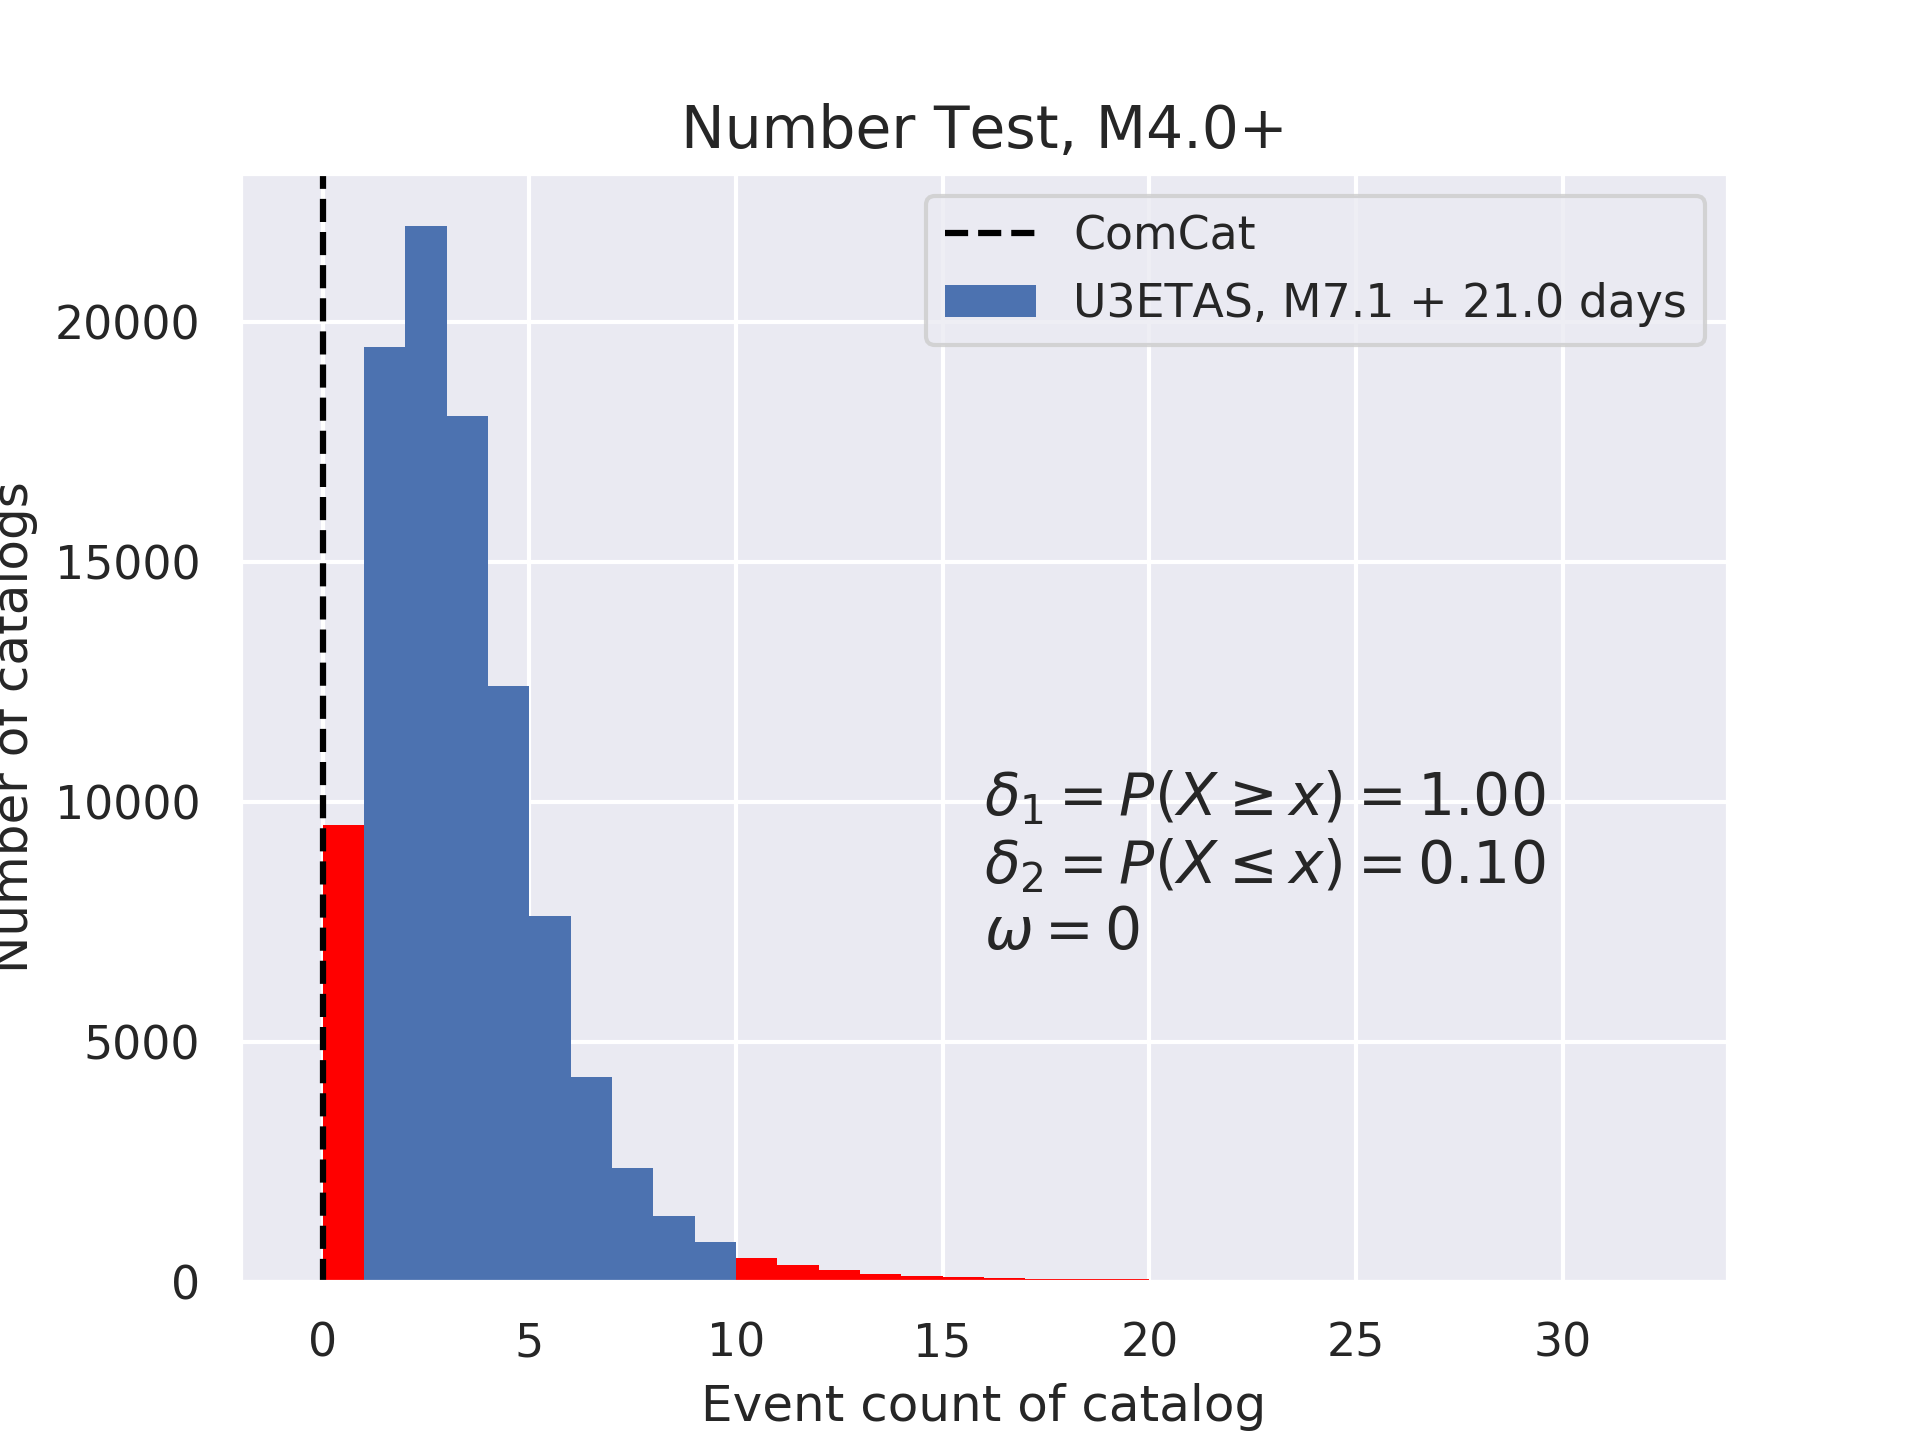 Number Test, M4.0+
ComCat
U3ETAS, M7.1 + 21.0 days
20000
15000
10000
5000
0
Number of catalogs
δ₁ = P(X ≥ x) = 1.00
δ₂ = P(X ≤ x) = 0.10
ω = 0
0 5 10 15 20 25 30
Event count of catalog